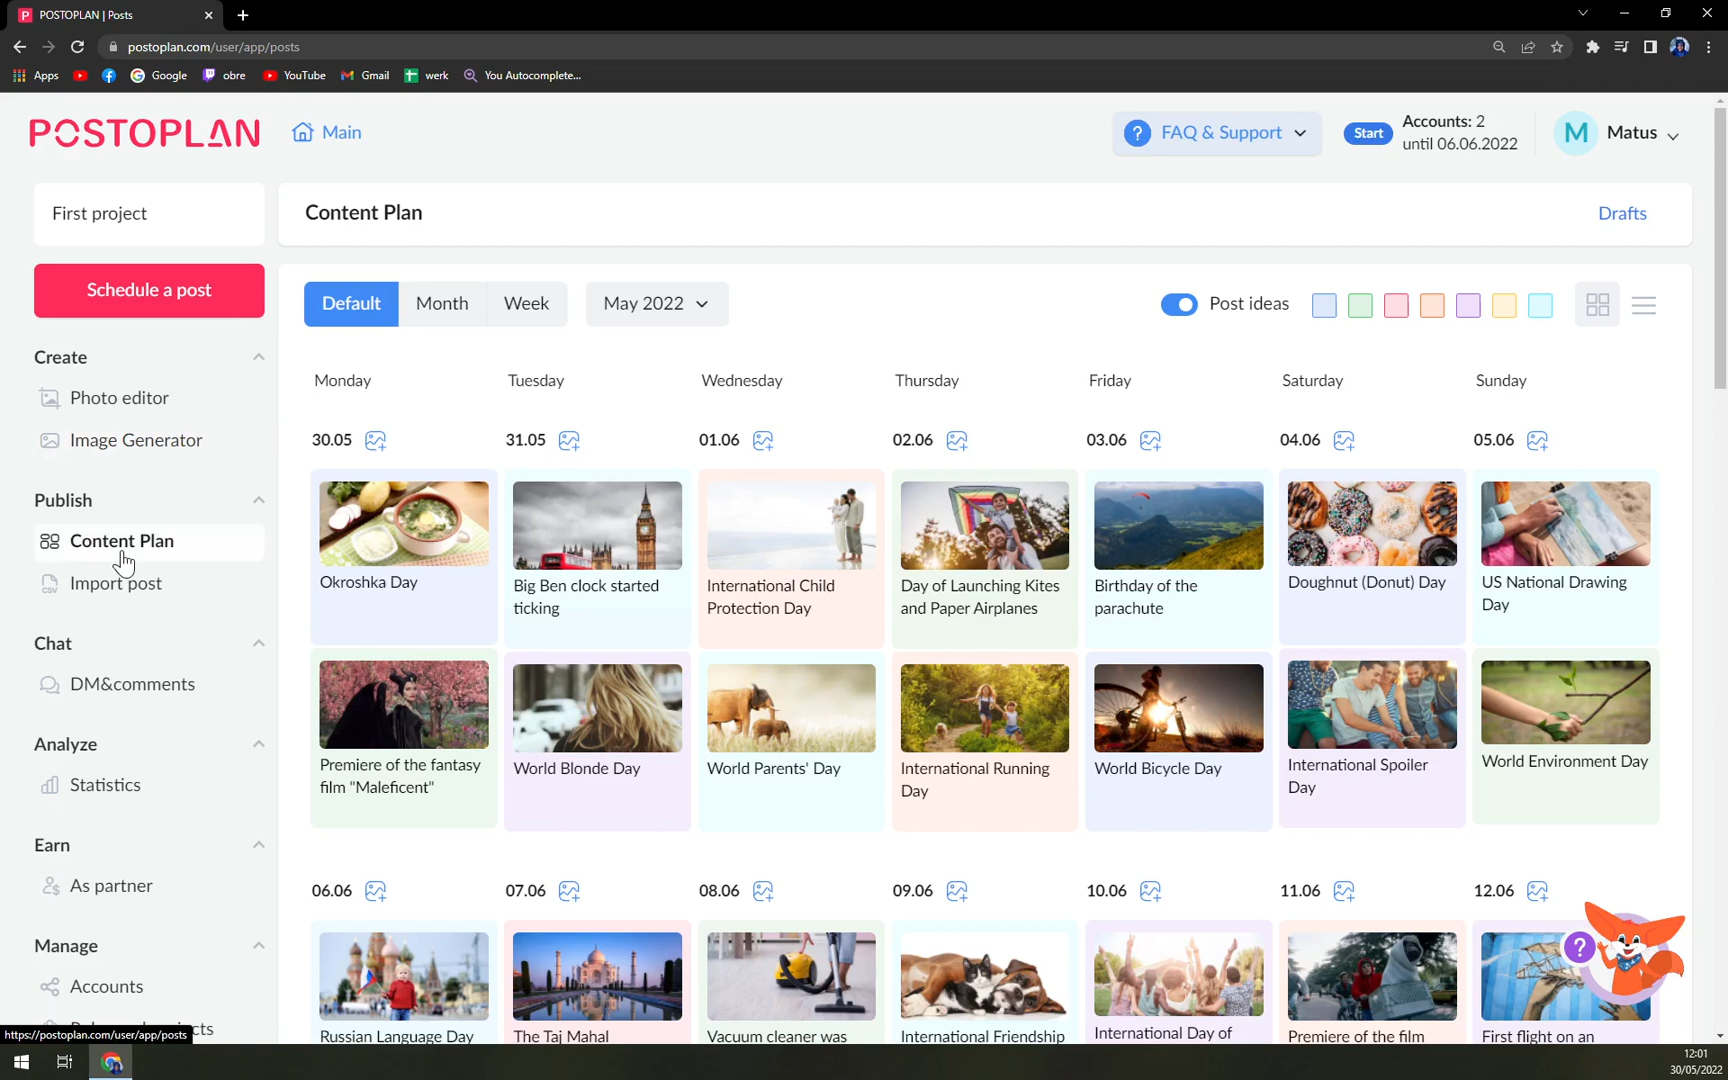 POSTOPLAN | Posts
postoplan.com/user/app/posts
Apps
Google
obre
YouTube
Gmail
werk
You Autocomplete...
POSTOPLAN
Main
? FAQ & Support
Start
Accounts: 2
until 06.06.2022
M
Matus
First project
Content Plan
Drafts
Schedule a post
Default
Month
Week
May 2022
Post ideas
Create
Photo editor
Image Generator
Publish
Content Plan
CSV
Import post
Chat
DM&comments
Analyze
Statistics
Earn
As partner
Manage
Accounts
https://postoplan.com/user/app/posts
Monday
Tuesday
Wednesday
Thursday
Friday
Saturday
Sunday
30.05
31.05
01.06
02.06
03.06
04.06
05.06
Okroshka Day
Big Ben clock started
ticking
International Child
Protection Day
Day of Launching Kites
and Paper Airplanes
Birthday of the
parachute
Doughnut (Donut) Day
US National Drawing
Day
Premiere of the fantasy
film "Maleficent"
World Blonde Day
World Parents' Day
International Running
Day
World Bicycle Day
International Spoiler
Day
World Environment Day
06.06
07.06
08.06
09.06
10.06
11.06
12.06
Russian Language Day
The Taj Mahal
Vacuum cleaner was
International Friendship
International Day of
Premiere of the film
First flight on an
?
12:01
30/05/2022